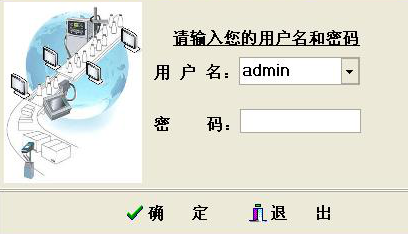 请输入您的用户名和密码
用 户 名： admin
密 码：
确 定 退 出